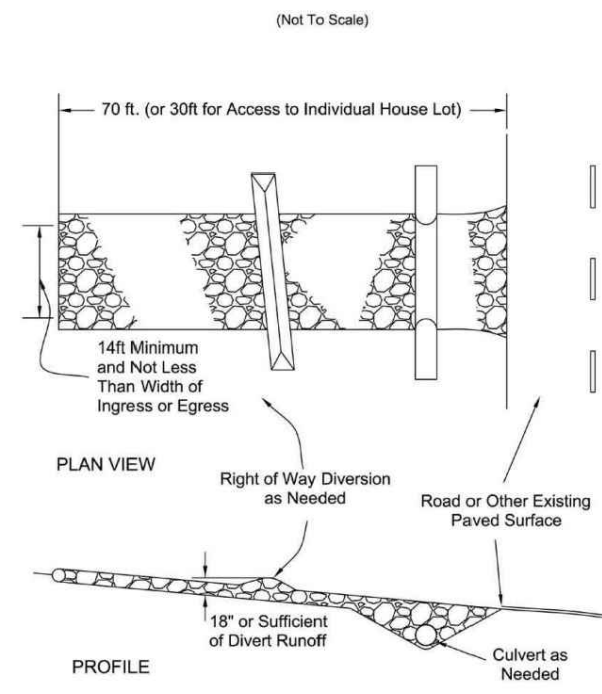 (Not To Scale)
70 ft. (or 30ft for Access to Individual House Lot)
14ft Minimum
and Not Less
Than Width of
Ingress or Egress
PLAN VIEW
Right of Way Diversion
as Needed
Road or Other Existing
Paved Surface
18" or Sufficient
of Divert Runoff
Culvert as
Needed
PROFILE